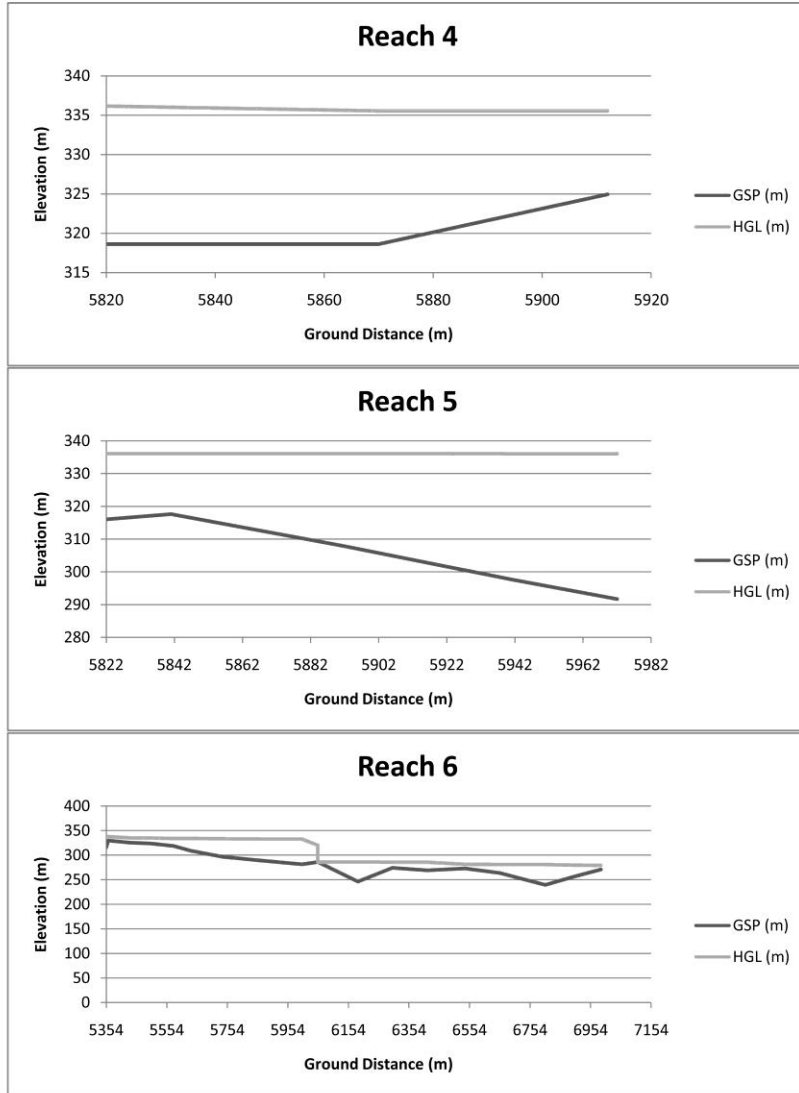 Reach 4
340
335
330
325
320
315
Elevation (m)
5820 5840 5860 5880 5900 5920
Ground Distance (m)
GSP (m)
HGL (m)
Reach 5
340
330
320
310
300
290
280
Elevation (m)
5822 5842 5862 5882 5902 5922 5942 5962 5982
Ground Distance (m)
GSP (m)
HGL (m)
Reach 6
400
350
300
250
200
150
100
50
0
Elevation (m)
5354 5554 5754 5954 6154 6354 6554 6754 6954 7154
Ground Distance (m)
GSP (m)
HGL (m)